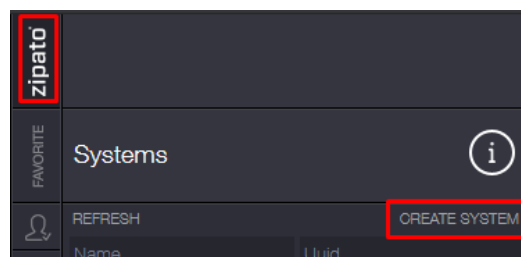 zipato
FAVORITE
Systems
i
REFRESH
CREATE SYSTEM
Name
Uuid